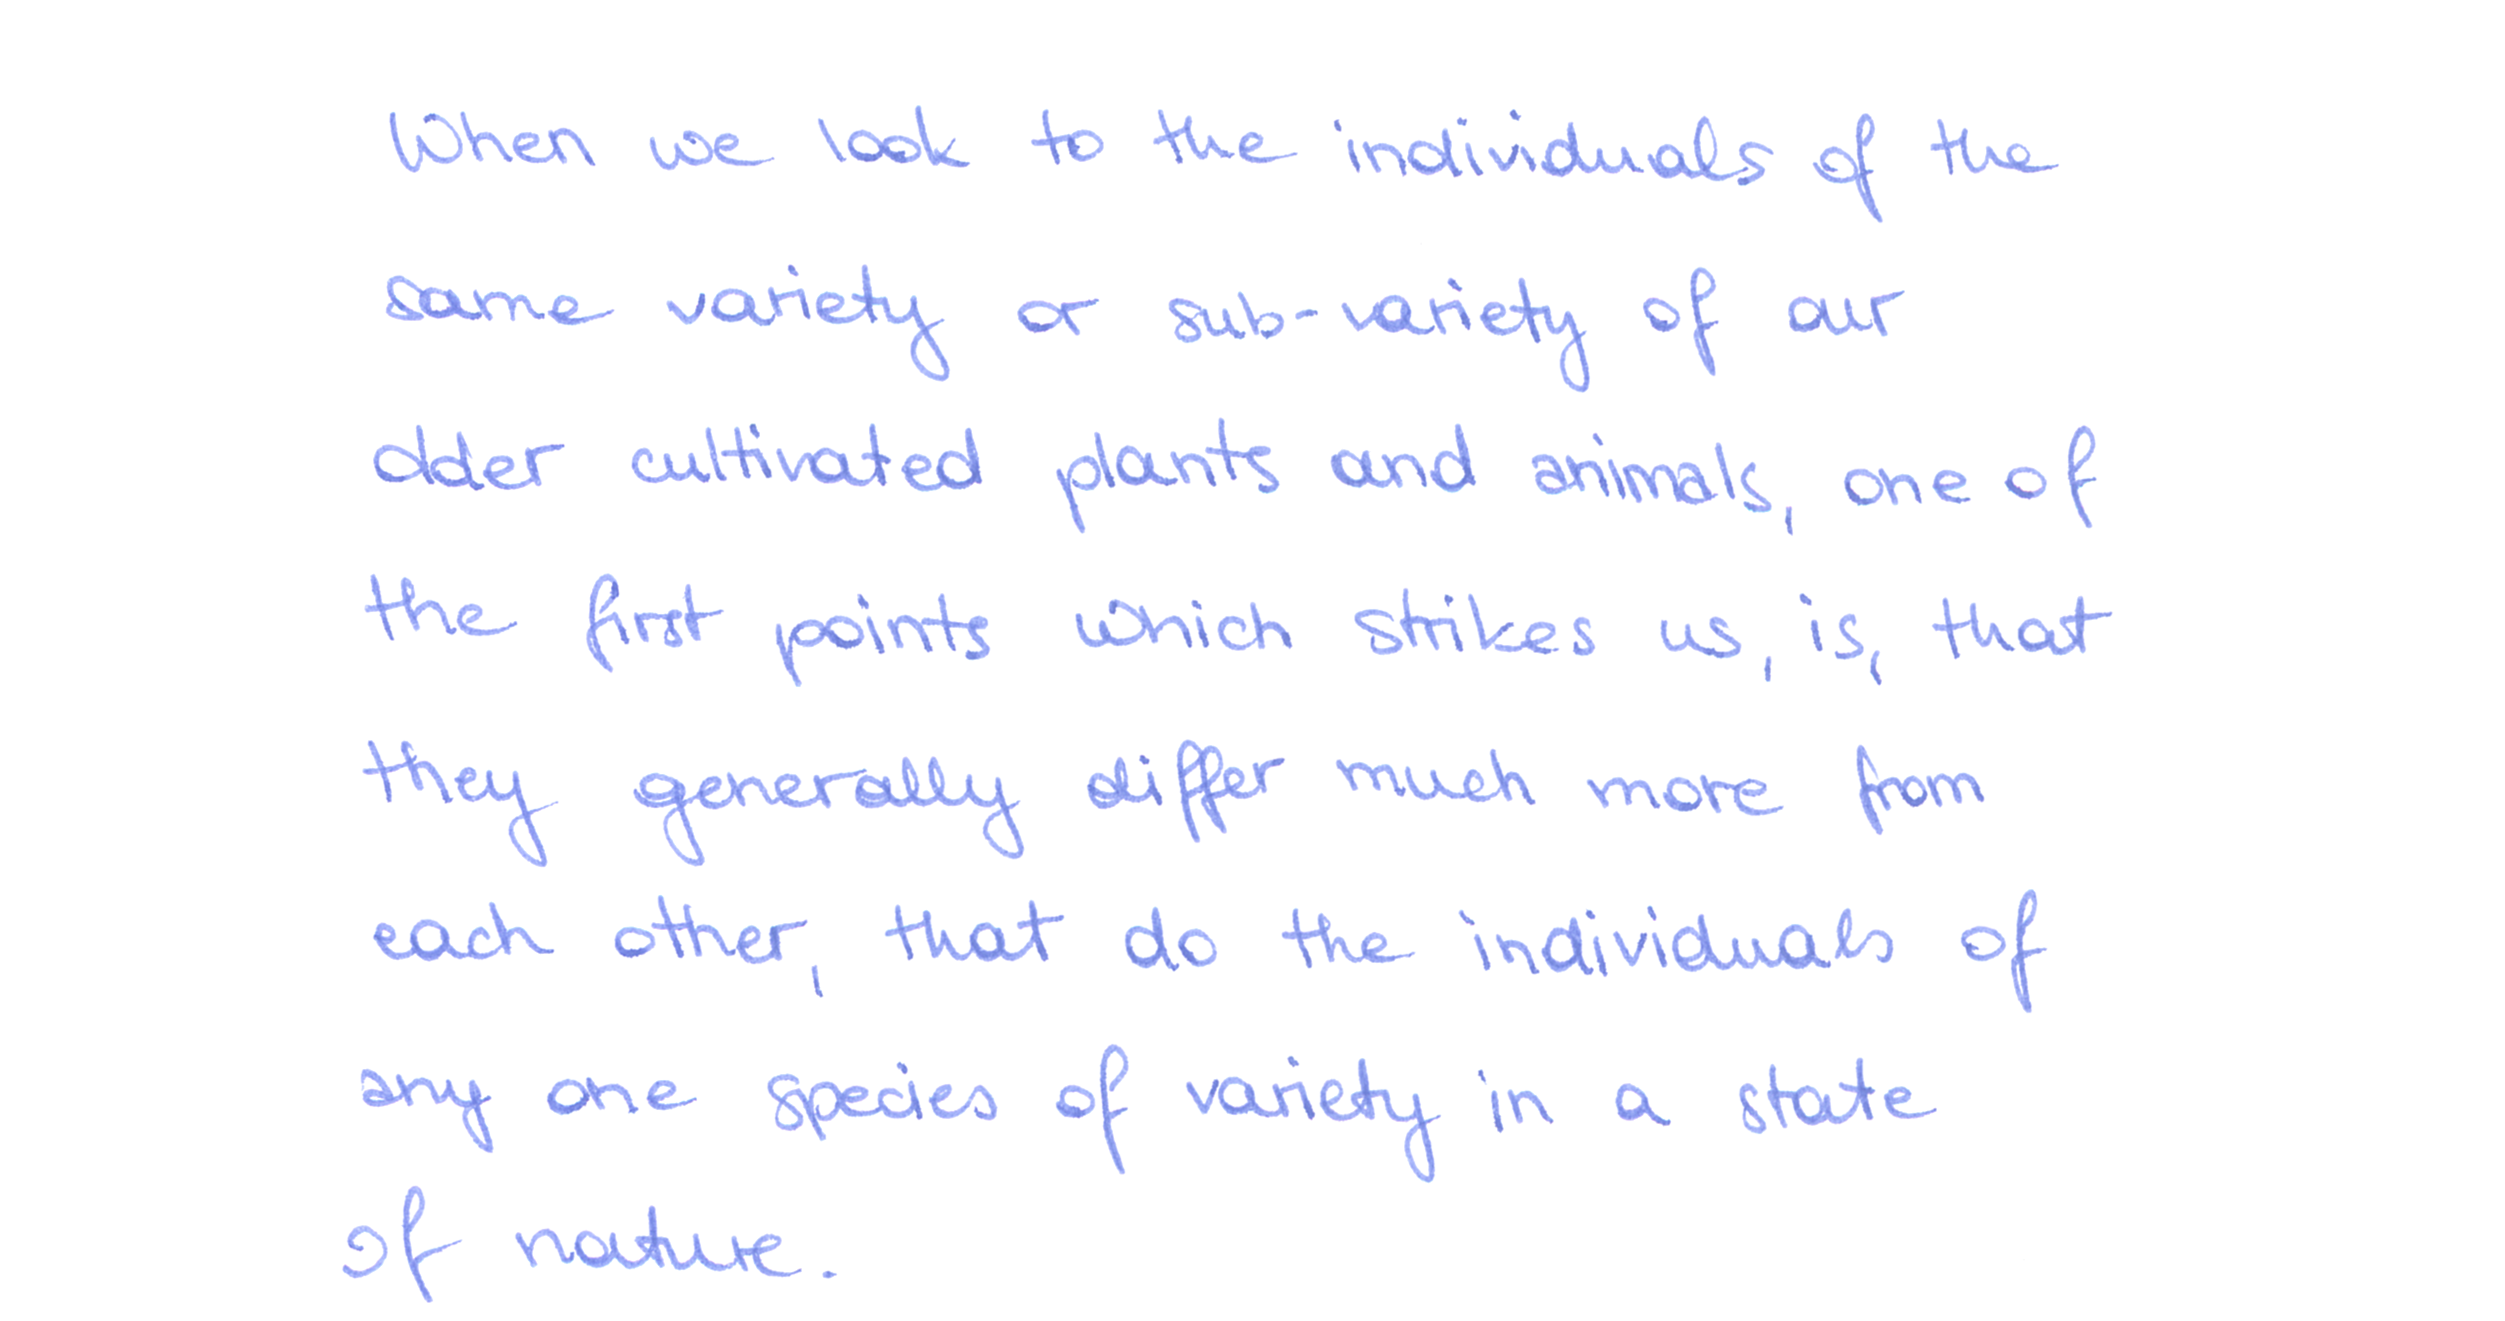 When we look to the individuals of the
same variety or sub-variety of our
older cultivated plants and animals, one of
the first points which strikes us, is, that
they generally differ much more from
each other, that do the individuals of
any one species of variety in a state
of nature.